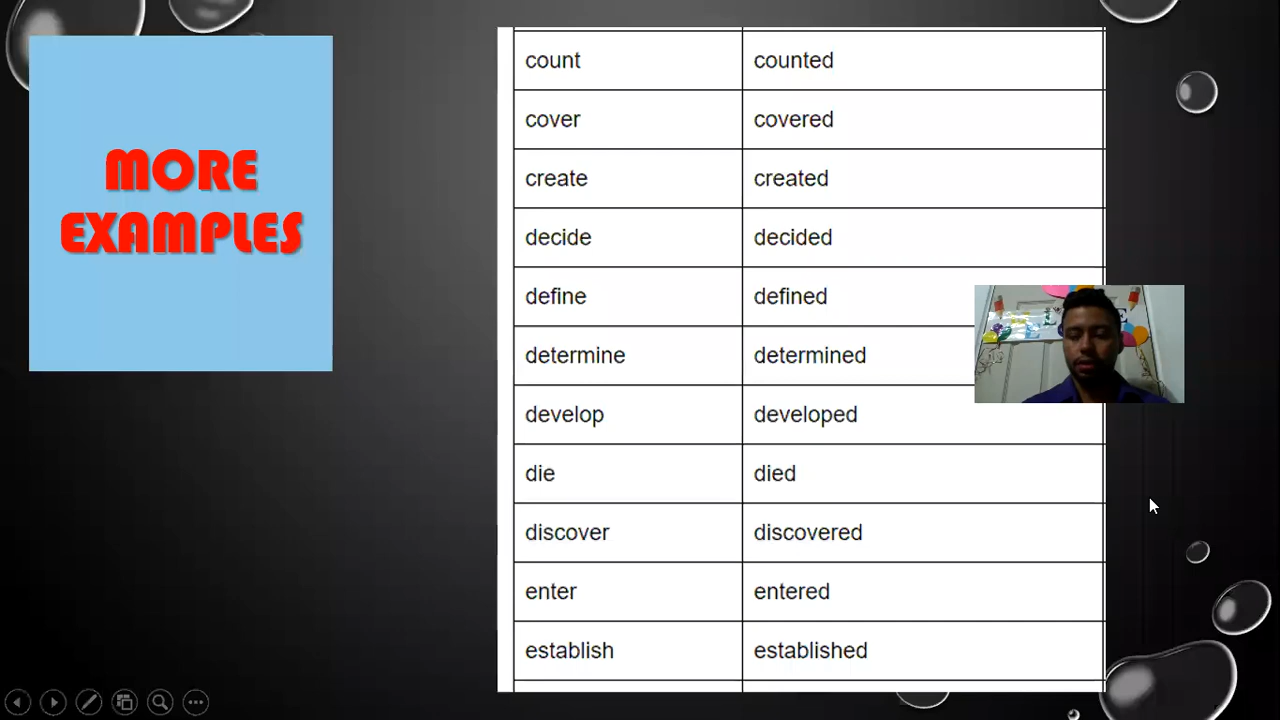 MORE
EXAMPLES
count counted
cover covered
create created
decide decided
define defined
determine determined
develop developed
die died
discover discovered
enter entered
establish established